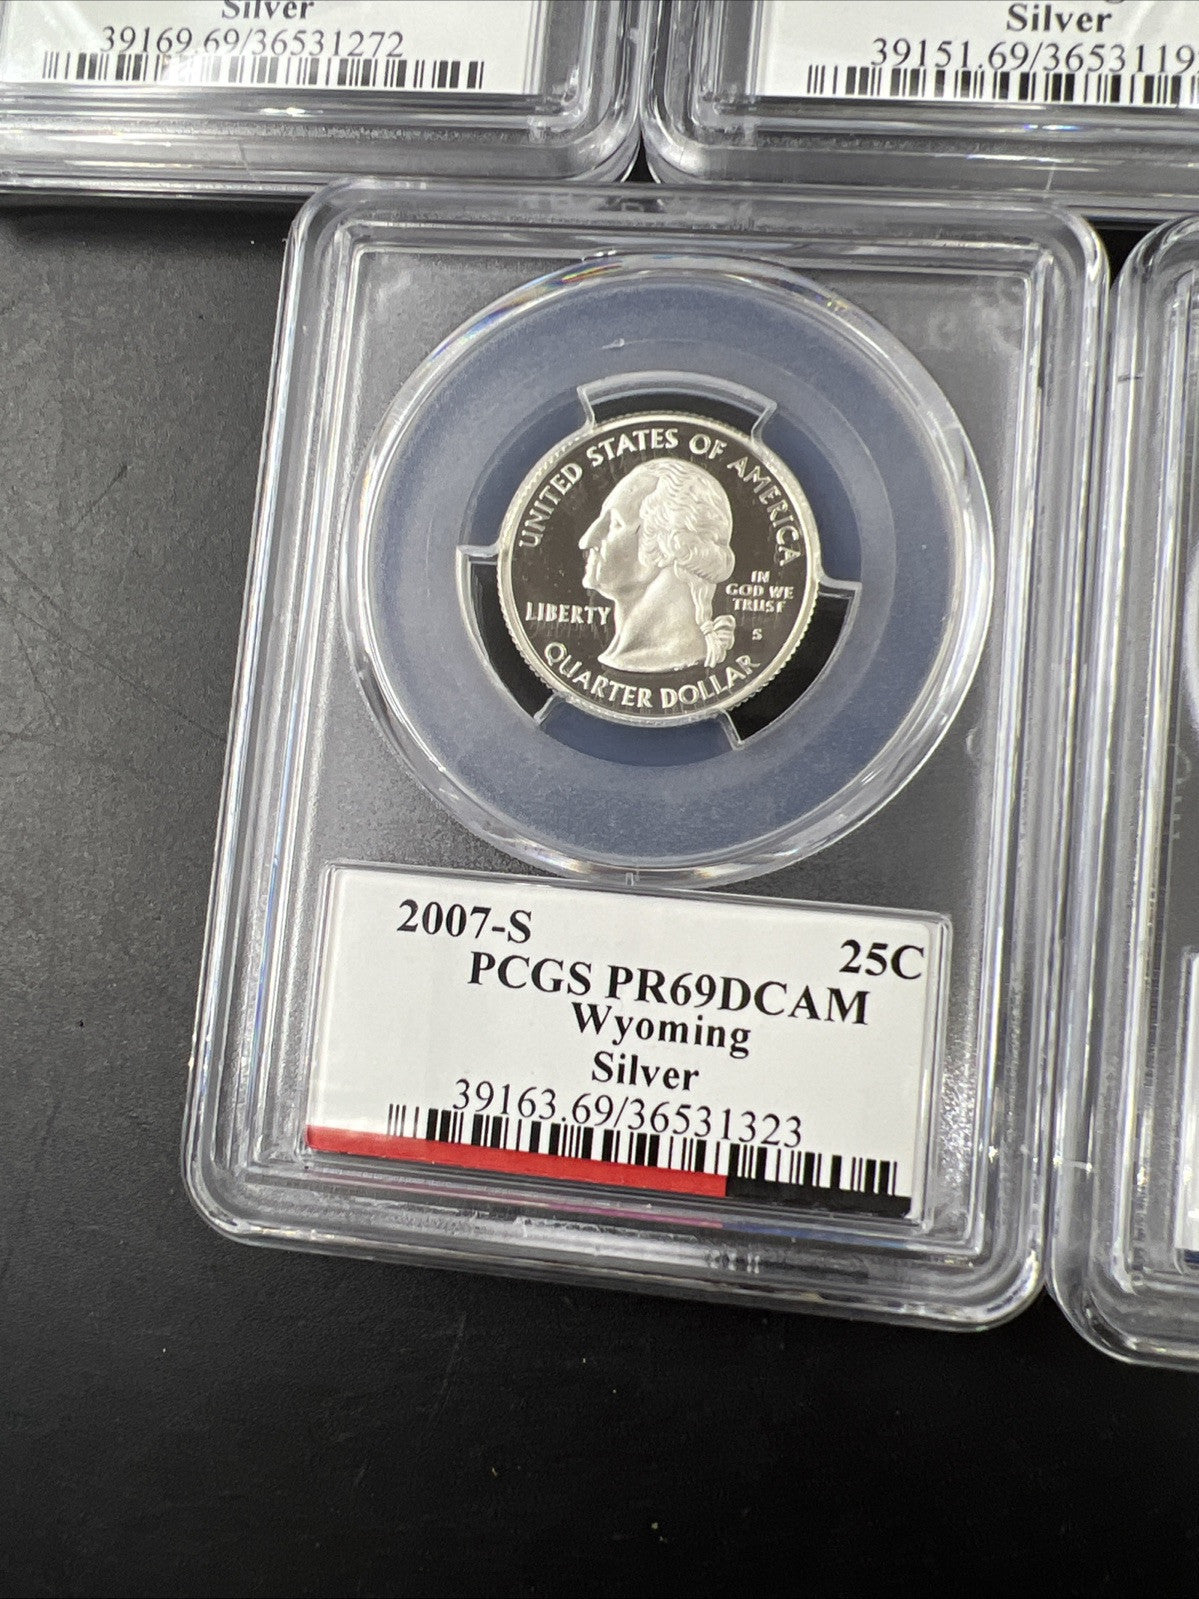 Silver
39169.69/36531272
Silver
39151.69/3653119
UNITED STATES OF AMERICA
IN
GOD WE
TRUST
LIBERTY
S
QUARTER DOLLAR
2007-S
25C
PCGS PR69DCAM
Wyoming
Silver
39163.69/36531323